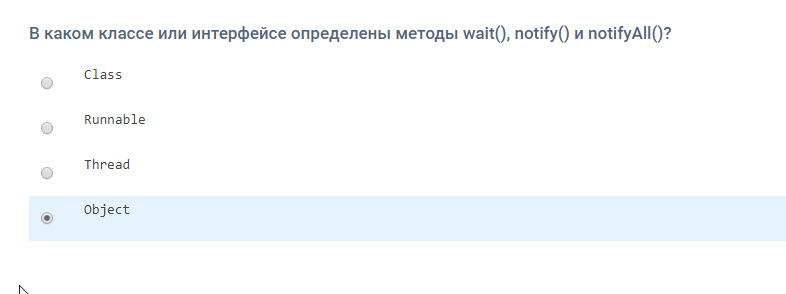 В каком классе или интерфейсе определены методы wait(), notify() и notifyAll()?
Class
Runnable
Thread
Object